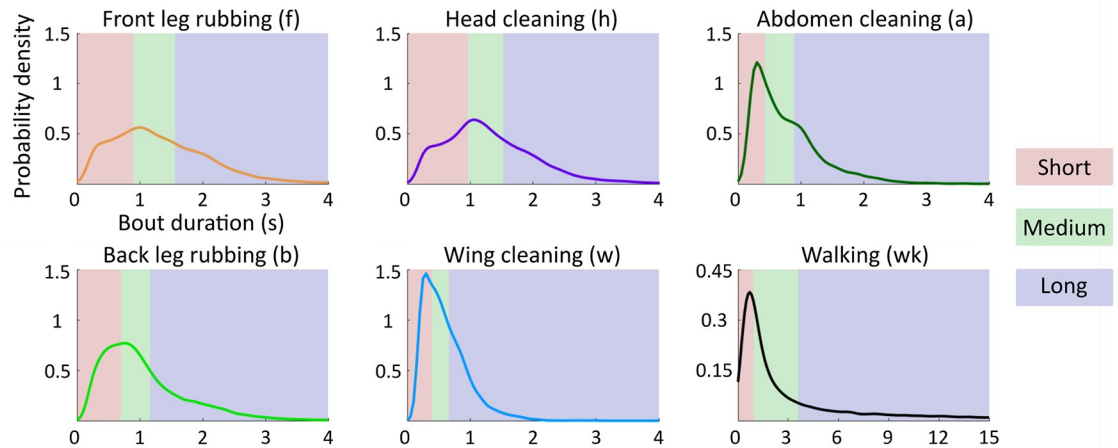 Front leg rubbing (f)
Head cleaning (h)
Abdomen cleaning (a)
Probability density
1.5
1
0.5
0 1 2 3 4
1.5
1
0.5
0 1 2 3 4
1.5
1
0.5
0 1 2 3 4
Bout duration (s)
Short
Medium
Long
Back leg rubbing (b)
Wing cleaning (w)
Walking (wk)
1.5
1
0.5
0 1 2 3 4
1.5
1
0.5
0 1 2 3 4
0.45
0.3
0.15
0 3 6 9 12 15